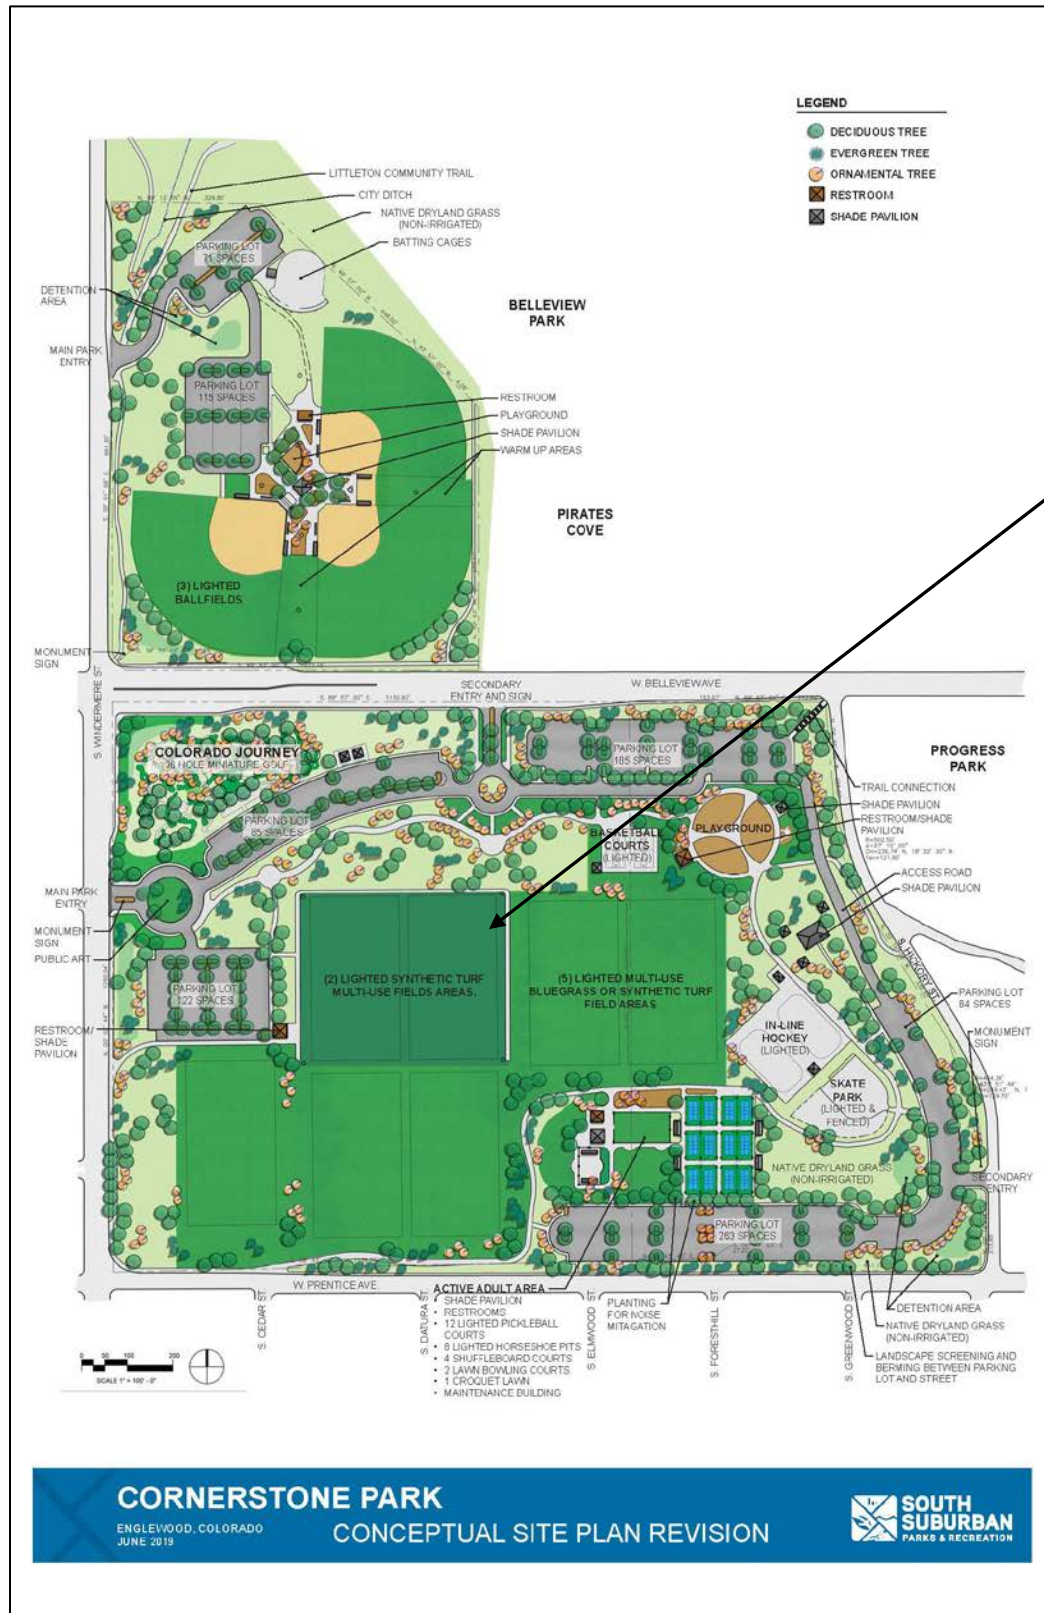 LEGEND
DECIDUOUS TREE
EVERGREEN TREE
ORNAMENTAL TREE
RESTROOM
SHADE PAVILION
LITTLETON COMMUNITY TRAIL
CITY DITCH
NATIVE DRYLAND GRASS
(NON-IRRIGATED)
BATTING CAGES
PARKING LOT
71 SPACES
DETENTION
AREA
MAIN PARK
ENTRY
BELLEVIEW
PARK
PARKING LOT
115 SPACES
RESTROOM
PLAYGROUND
SHADE PAVILION
WARM UP AREAS
PIRATES
COVE
(3) LIGHTED
BALLFIELDS
MONUMENT
SIGN
S. WINDERMERE ST.
SECONDARY
ENTRY AND SIGN
W. BELLEVIEW AVE
COLORADO JOURNEY
36 HOLE MINIATURE GOLF
PARKING LOT
185 SPACES
PROGRESS
PARK
PARKING LOT
85 SPACES
TRAIL CONNECTION
SHADE PAVILION
RESTROOM/SHADE
PAVILION
BASKETBALL
COURTS
(LIGHTED)
PLAYGROUND
ACCESS ROAD
SHADE PAVILION
MAIN PARK
ENTRY
MONUMENT
SIGN
PUBLIC ART
S. HICKORY ST.
(2) LIGHTED SYNTHETIC TURF
MULTI-USE FIELDS AREAS.
(5) LIGHTED MULTI-USE
BLUEGRASS OR SYNTHETIC TURF
FIELD AREAS
PARKING LOT
122 SPACES
PARKING LOT
84 SPACES
RESTROOM/
SHADE
PAVILION
IN-LINE
HOCKEY
(LIGHTED)
MONUMENT
SIGN
SKATE
PARK
(LIGHTED &
FENCED)
NATIVE DRYLAND GRASS
(NON-IRRIGATED)
SECONDARY
ENTRY
PARKING LOT
263 SPACES
W. PRENTICE AVE.
S. CEDAR ST.
S. DATURA ST.
S. ELMWOOD ST.
S. FORESTHILL ST.
S. GREENWOOD ST.
ACTIVE ADULT AREA
• SHADE PAVILION
• RESTROOMS
• 12 LIGHTED PICKLEBALL
COURTS
• 8 LIGHTED HORSESHOE PITS
• 4 SHUFFLEBOARD COURTS
• 2 LAWN BOWLING COURTS
• 1 CROQUET LAWN
• MAINTENANCE BUILDING
PLANTING
FOR NOISE
MITAGATION
DETENTION AREA
NATIVE DRYLAND GRASS
(NON-IRRIGATED)
LANDSCAPE SCREENING AND
BERMING BETWEEN PARKING
LOT AND STREET
0 50 100 200
SCALE 1" = 100'-0"
CORNERSTONE PARK
ENGLEWOOD, COLORADO
JUNE 2019
CONCEPTUAL SITE PLAN REVISION
SOUTH
SUBURBAN
PARKS & RECREATION